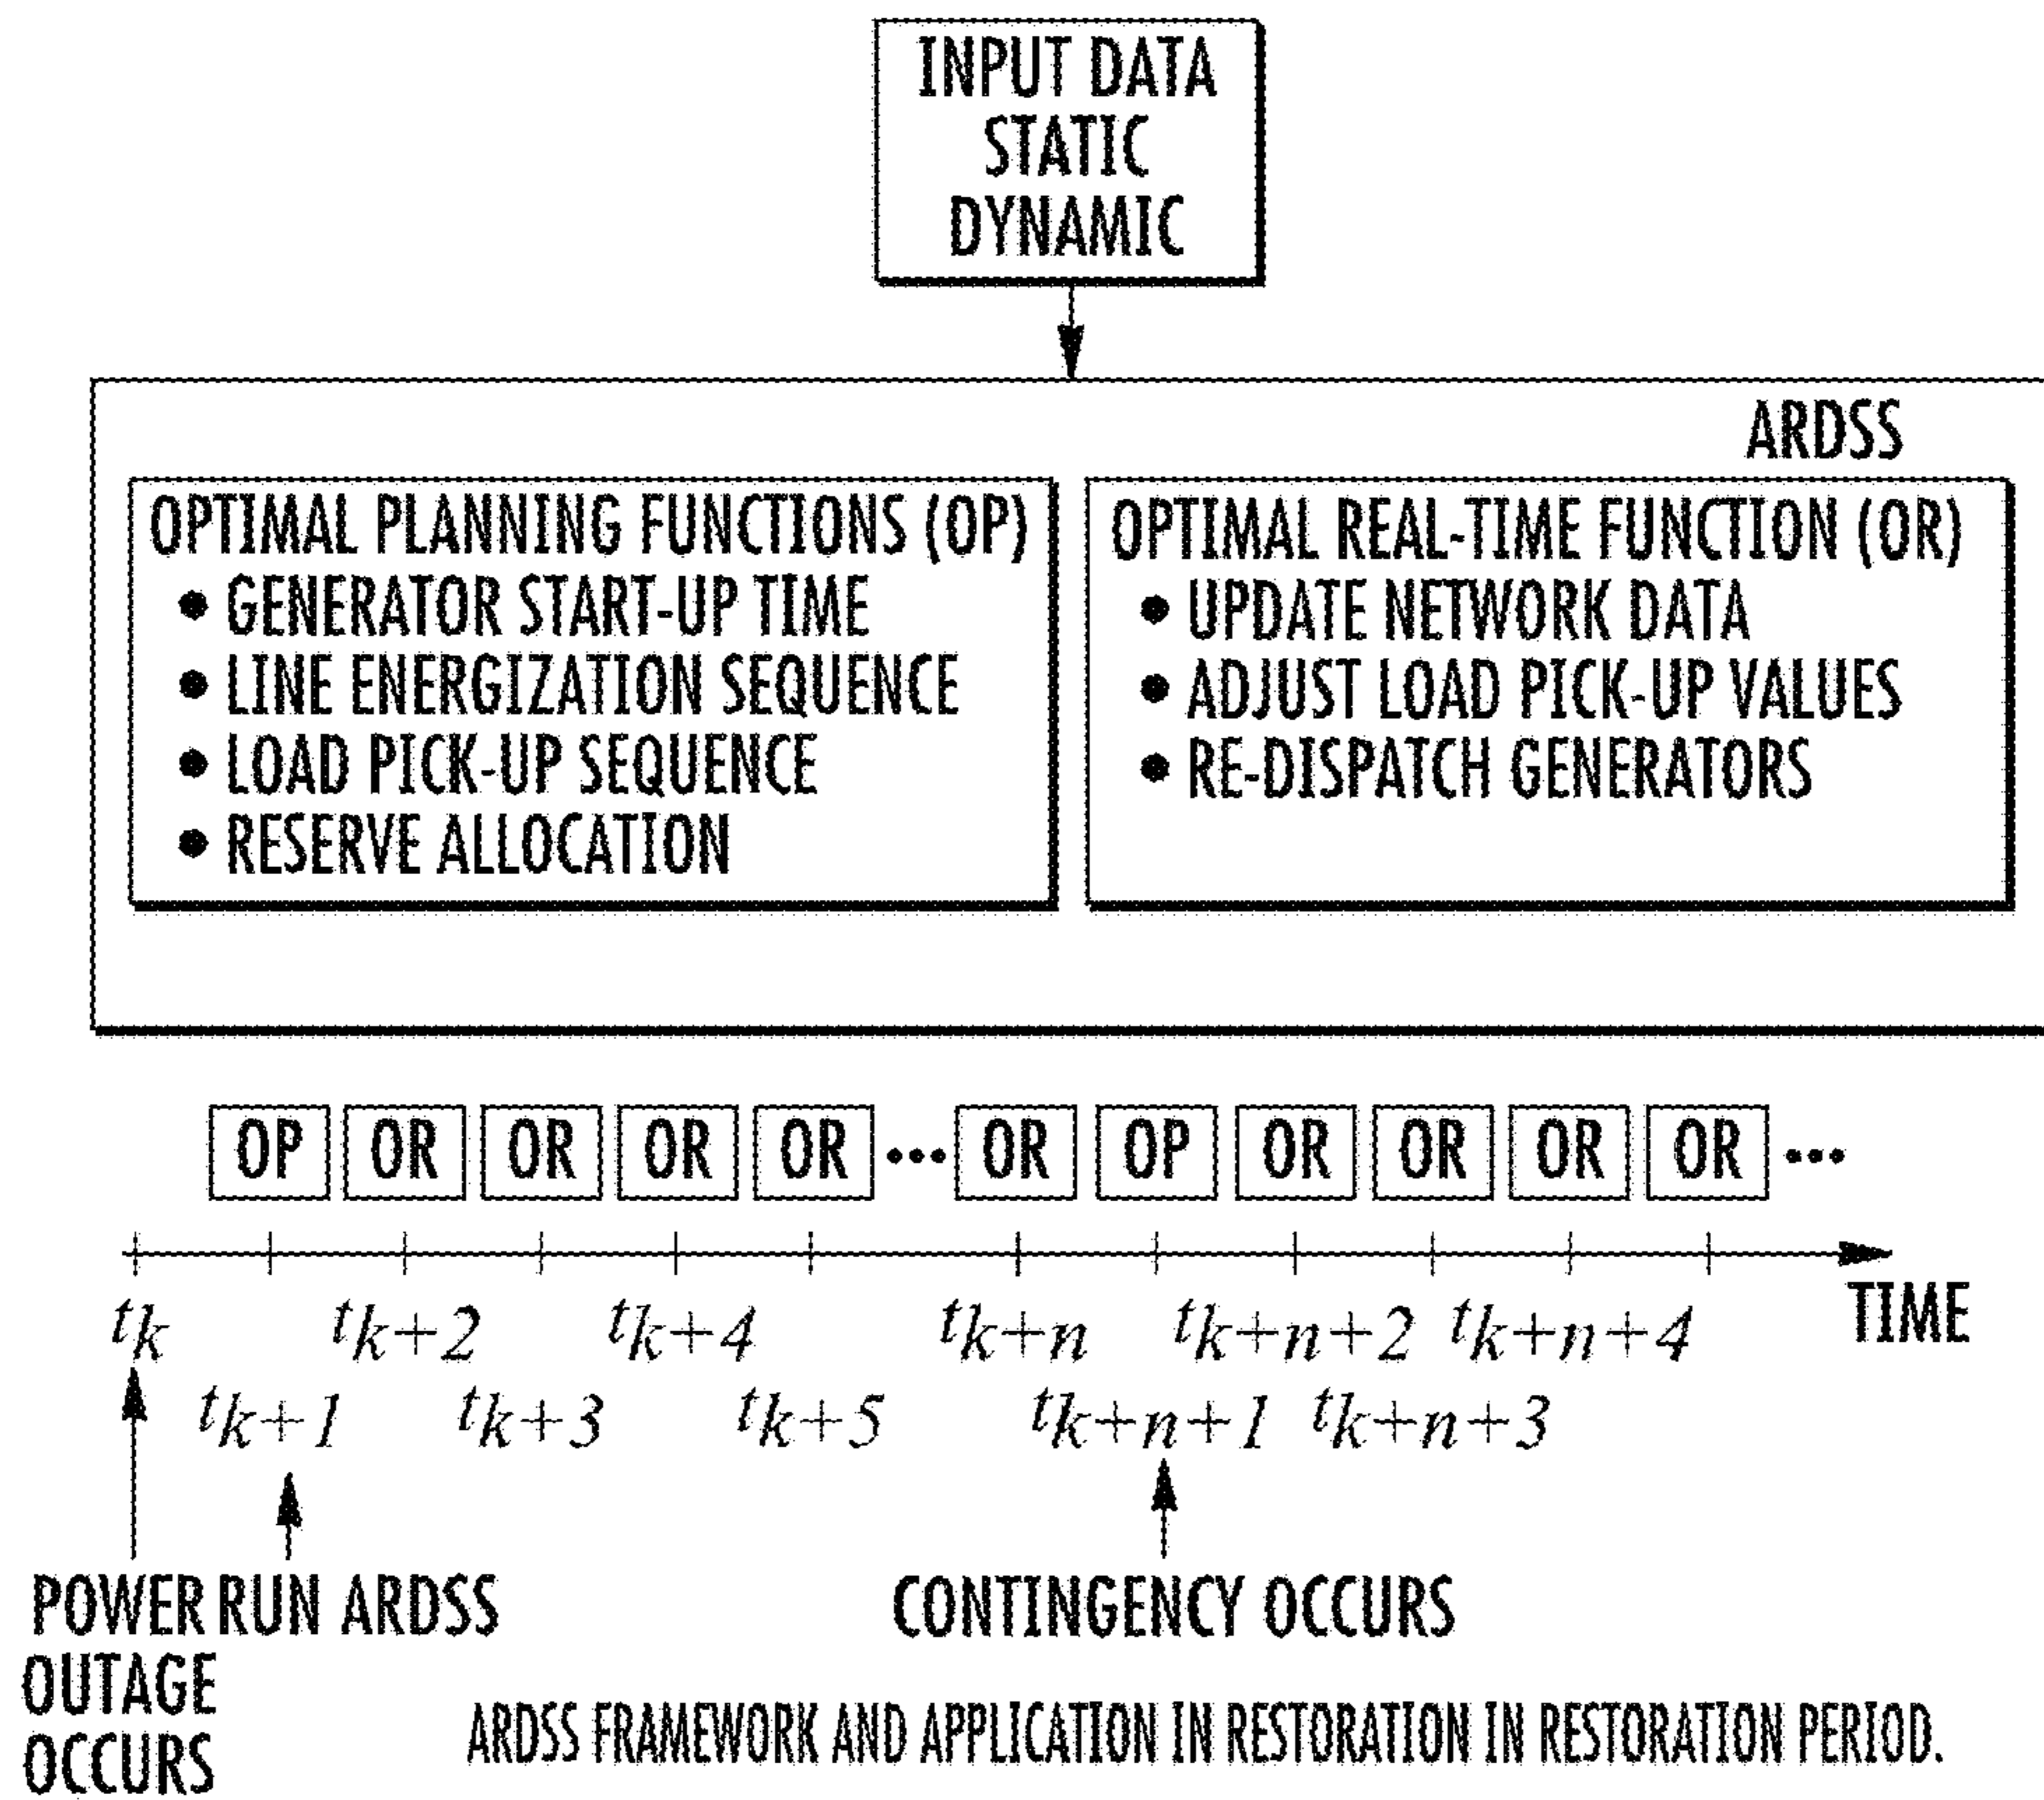 INPUT DATA
STATIC
DYNAMIC
ARDSS
OPTIMAL PLANNING FUNCTIONS (OP)
• GENERATOR START-UP TIME
• LINE ENERGIZATION SEQUENCE
• LOAD PICK-UP SEQUENCE
• RESERVE ALLOCATION
OPTIMAL REAL-TIME FUNCTION (OR)
• UPDATE NETWORK DATA
• ADJUST LOAD PICK-UP VALUES
• RE-DISPATCH GENERATORS
OP OR OR OR OR ••• OR OP OR OR OR OR •••
tk tk+2 tk+4 tk+n tk+n+2 tk+n+4 TIME
tk+1 tk+3 tk+5 tk+n+1 tk+n+3
POWER
OUTAGE
OCCURS
RUN ARDSS
CONTINGENCY OCCURS
ARDSS FRAMEWORK AND APPLICATION IN RESTORATION IN RESTORATION PERIOD.